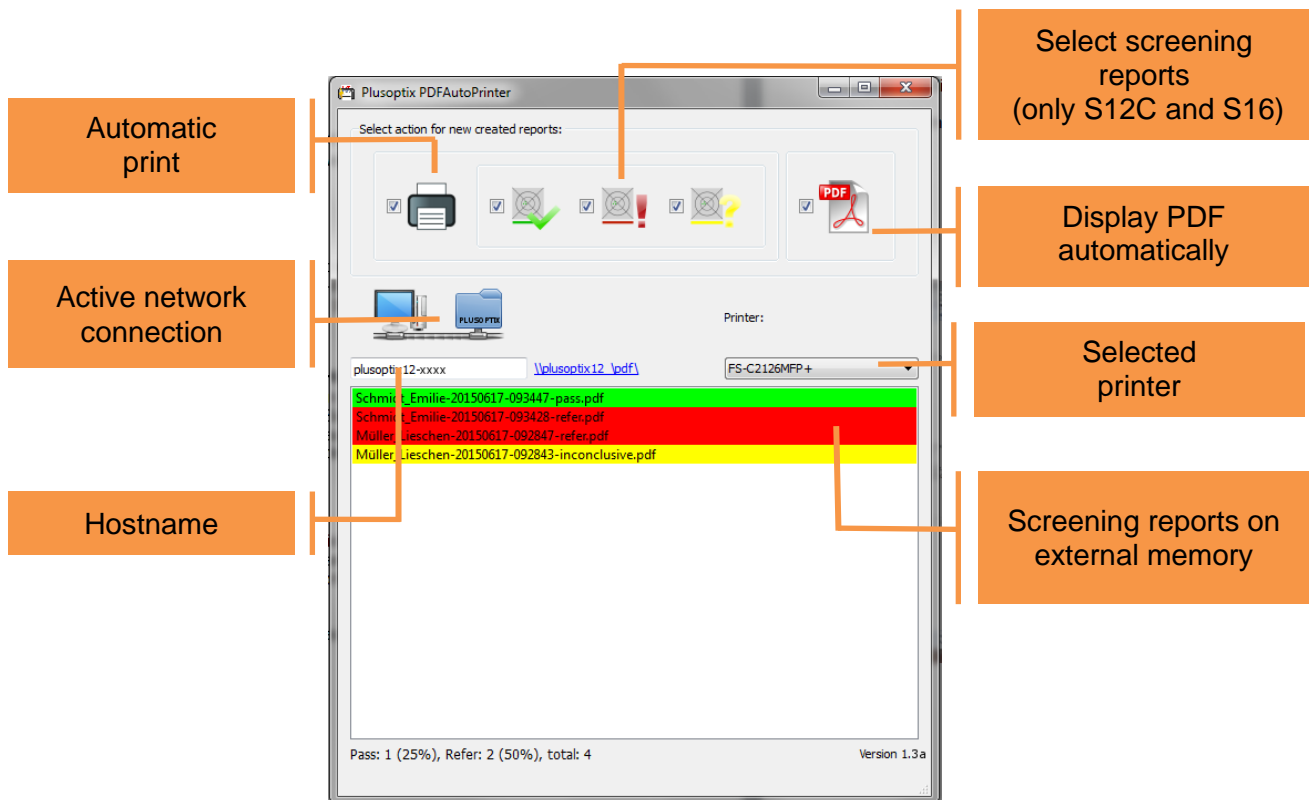 Select screening
reports
(only S12C and S16)
Automatic
print
Plusoptix PDFAutoPrinter
Select action for new created reports:
PDF
Display PDF
automatically
Active network
connection
PLUSOPTIX
Printer:
Selected
printer
plusoptix12-xxxx
\\plusoptix12 \pdf\
FS-C2126MFP+
Schmidt_Emilie-20150617-093447-pass.pdf
Schmidt_Emilie-20150617-093428-refer.pdf
Müller_Lieschen-20150617-092847-refer.pdf
Müller_Lieschen-20150617-092843-inconclusive.pdf
Hostname
Screening reports on
external memory
Pass: 1 (25%), Refer: 2 (50%), total: 4
Version 1.3a